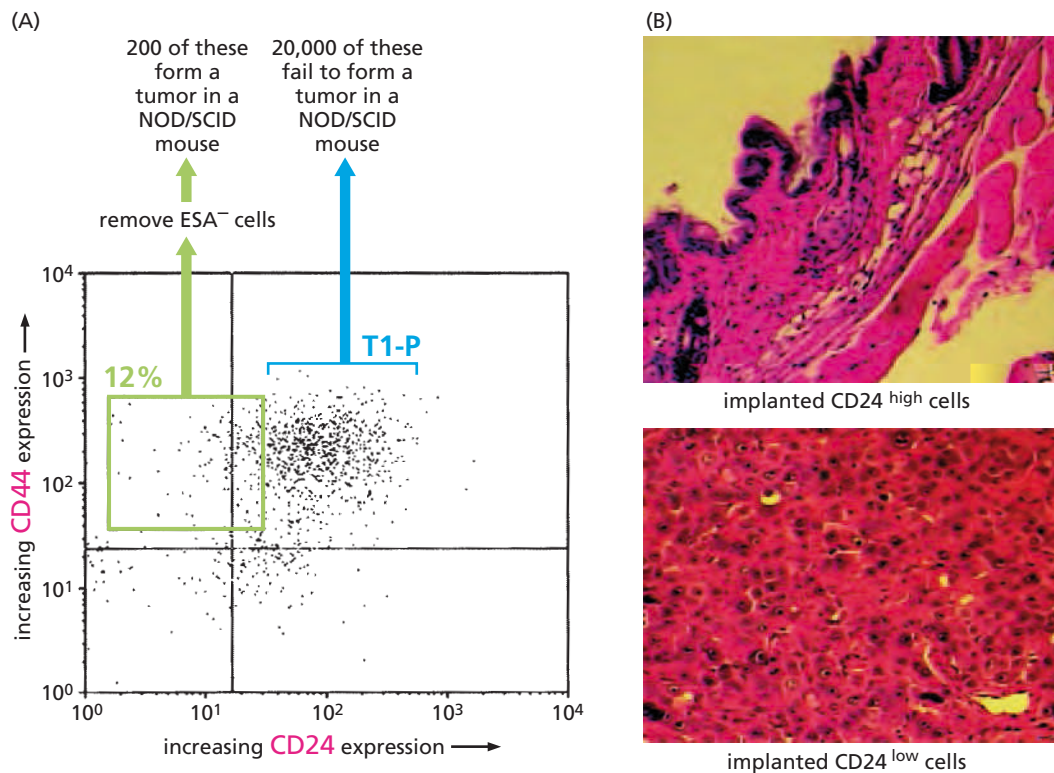 (A)
200 of these
form a
tumor in a
NOD/SCID
mouse
20,000 of these
fail to form a
tumor in a
NOD/SCID
mouse
remove ESA⁻ cells
T1-P
12%
10⁴
10³
10²
10¹
10⁰
increasing CD44 expression
10⁰ 10¹ 10² 10³ 10⁴
increasing CD24 expression
(B)
implanted CD24 ʰⁱᵍʰ cells
implanted CD24 ˡᵒʷ cells